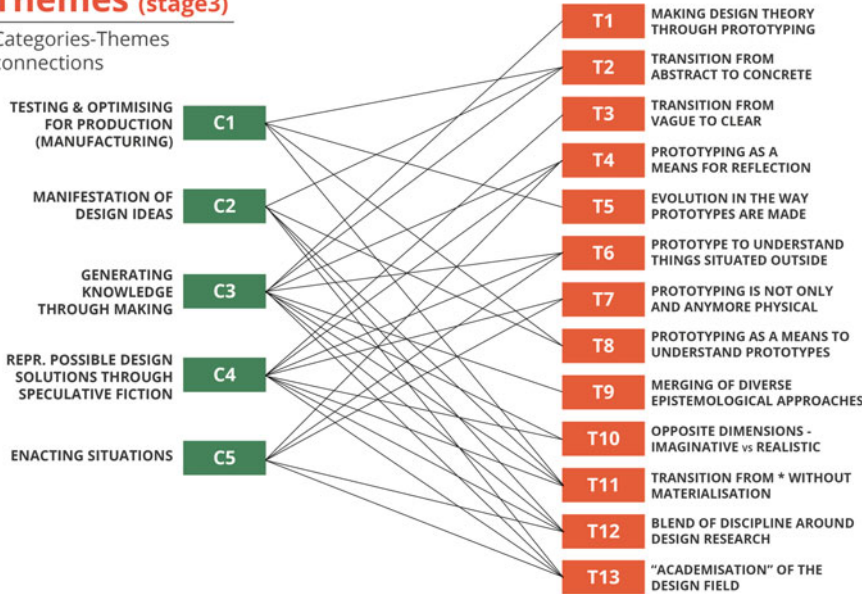 Themes (stage3)
Categories-Themes
connections
TESTING & OPTIMISING
FOR PRODUCTION
(MANUFACTURING)
C1
MANIFESTATION OF
DESIGN IDEAS
C2
GENERATING
KNOWLEDGE
THROUGH MAKING
C3
REPR. POSSIBLE DESIGN
SOLUTIONS THROUGH
SPECULATIVE FICTION
C4
ENACTING SITUATIONS
C5
T1
MAKING DESIGN THEORY
THROUGH PROTOTYPING
T2
TRANSITION FROM
ABSTRACT TO CONCRETE
T3
TRANSITION FROM
VAGUE TO CLEAR
T4
PROTOTYPING AS A
MEANS FOR REFLECTION
T5
EVOLUTION IN THE WAY
PROTOTYPES ARE MADE
T6
PROTOTYPE TO UNDERSTAND
THINGS SITUATED OUTSIDE
T7
PROTOTYPING IS NOT ONLY
AND ANYMORE PHYSICAL
T8
PROTOTYPING AS A MEANS TO
UNDERSTAND PROTOTYPES
T9
MERGING OF DIVERSE
EPISTEMOLOGICAL APPROACHES
T10
OPPOSITE DIMENSIONS -
IMAGINATIVE vs REALISTIC
T11
TRANSITION FROM * WITHOUT
MATERIALISATION
T12
BLEND OF DISCIPLINE AROUND
DESIGN RESEARCH
T13
“ACADEMISATION” OF THE
DESIGN FIELD